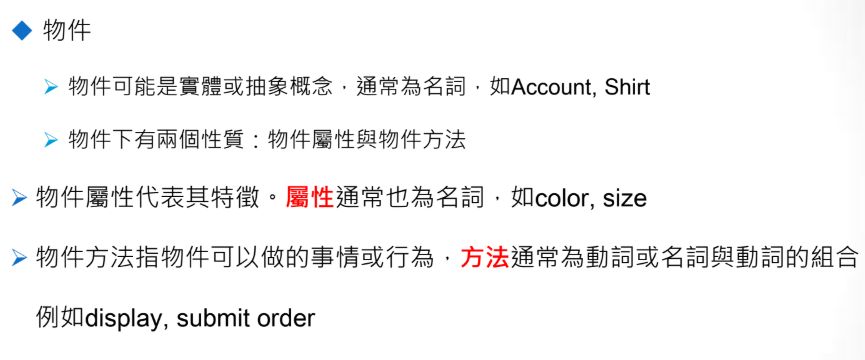 物件
物件可能是實體或抽象概念，通常為名詞，如Account, Shirt
物件下有兩個性質：物件屬性與物件方法
物件屬性代表其特徵。屬性通常也為名詞，如color, size
物件方法指物件可以做的事情或行為，方法通常為動詞或名詞與動詞的組合
例如display, submit order